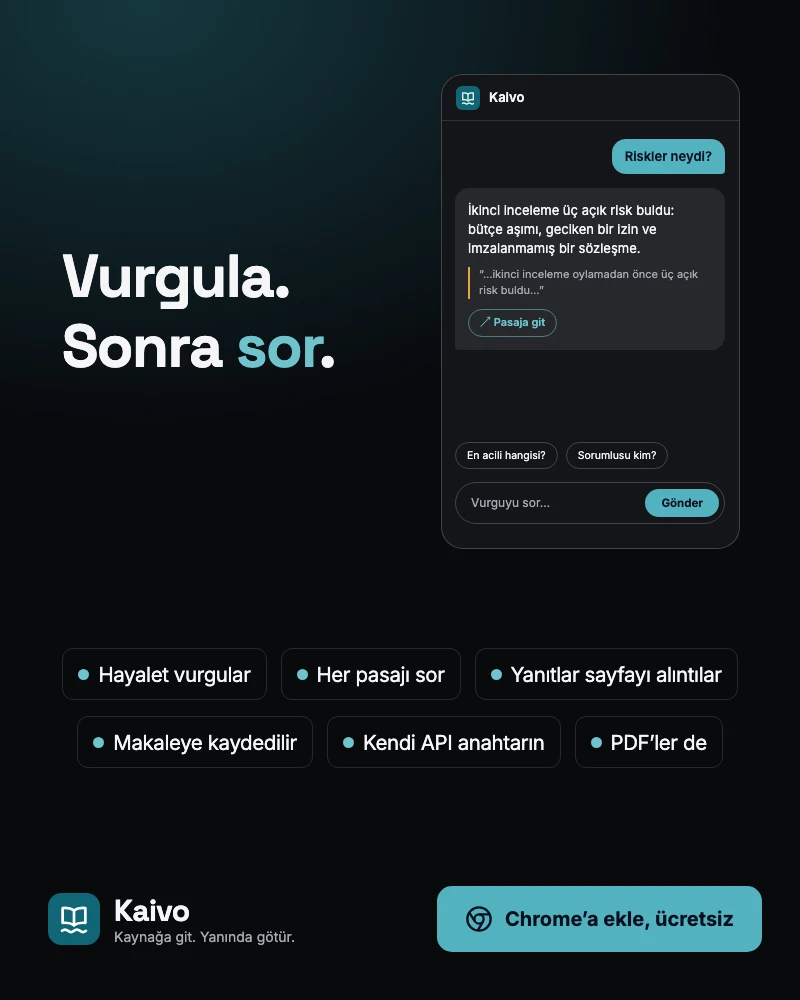 Kaivo
Riskler neydi?
İkinci inceleme üç açık risk buldu:
bütçe aşımı, geciken bir izin ve
imzalanmamış bir sözleşme.
"…ikinci inceleme oylamadan önce üç açık
risk buldu…"
↗ Pasaja git
Vurgula.
Sonra sor.
En acili hangisi?
Sorumlusu kim?
Vurguyu sor…
Gönder
Hayalet vurgular
Her pasajı sor
Yanıtlar sayfayı alıntılar
Makaleye kaydedilir
Kendi API anahtarın
PDF’ler de
Kaivo
Kaynağa git. Yanında götür.
Chrome’a ekle, ücretsiz